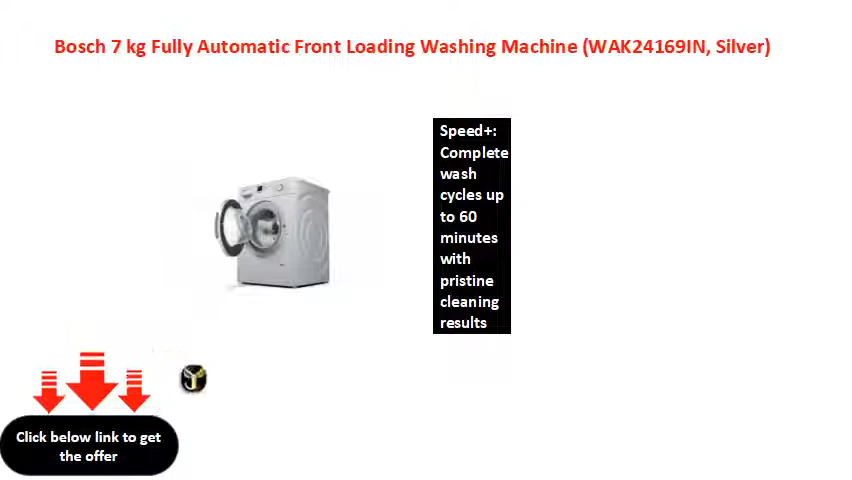 Bosch 7 kg Fully Automatic Front Loading Washing Machine (WAK24169IN, Silver)
Speed+:
Complete
wash
cycles up
to 60
minutes
with
pristine
cleaning
results
Click below link to get
the offer